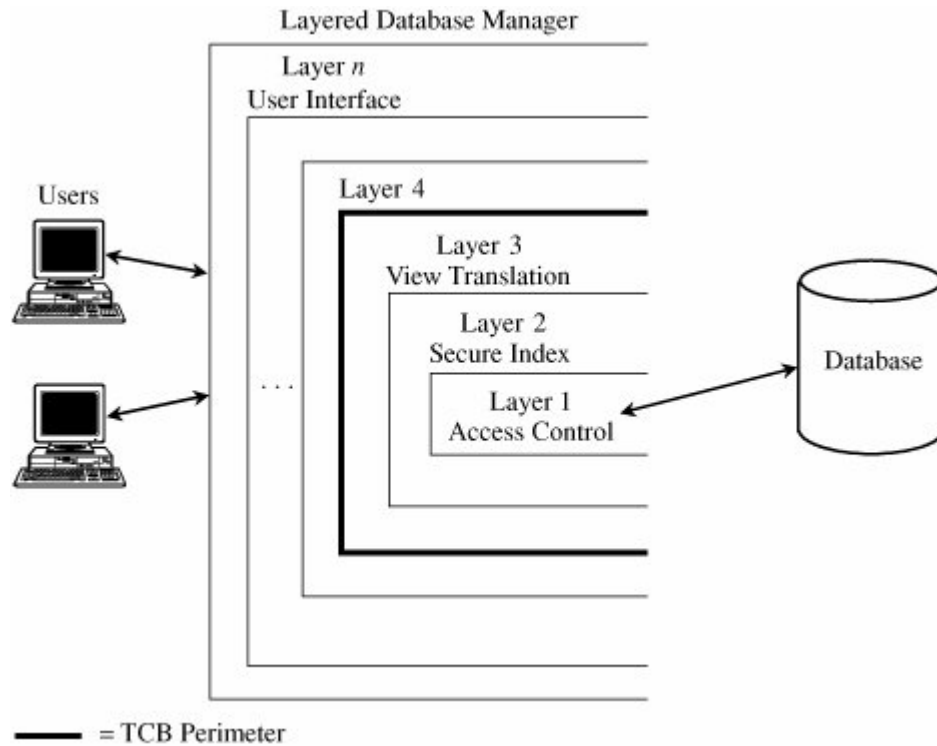 Layered Database Manager
Layer n
User Interface
Users
Layer 4
Layer 3
View Translation
Layer 2
Secure Index
Layer 1
Access Control
Database
. . .
= TCB Perimeter